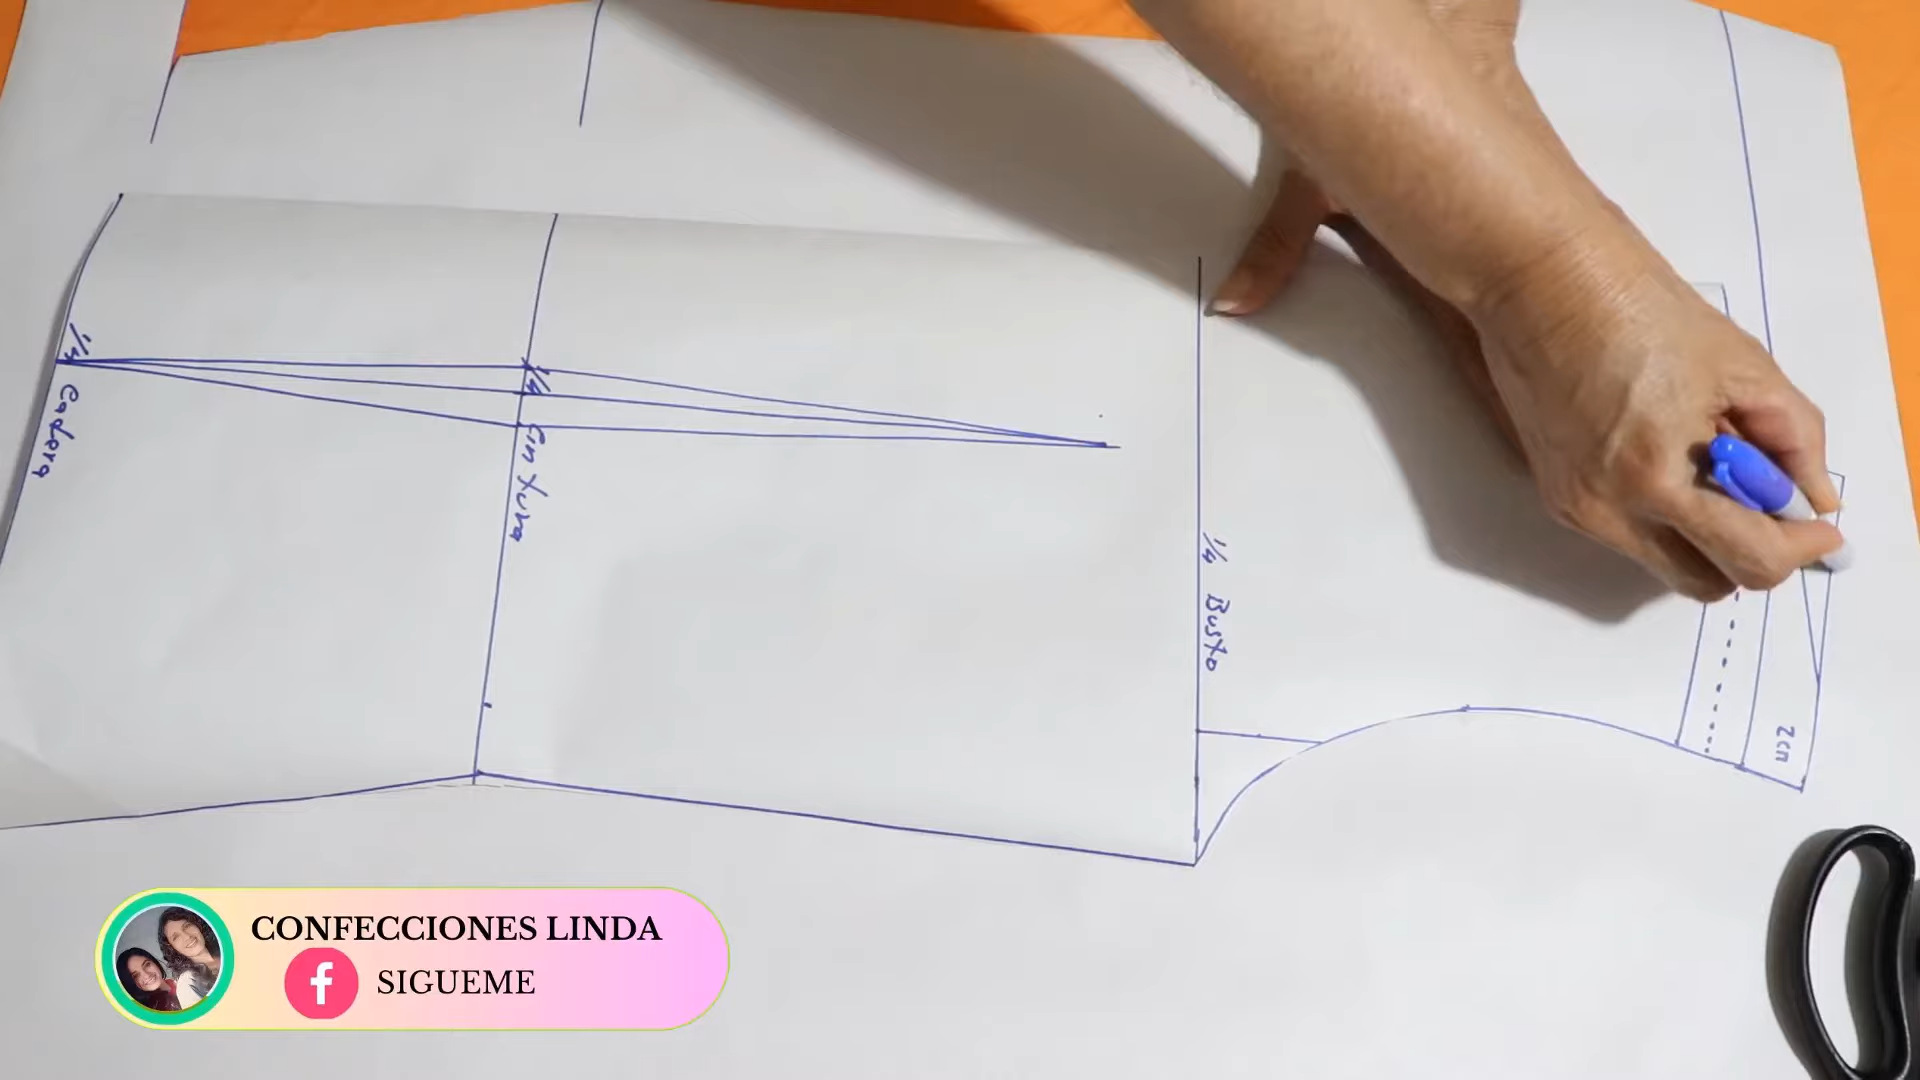 1/4 Cadera
1/4 Cintura
1/4 Busto
2cm
CONFECCIONES LINDA
f SIGUEME